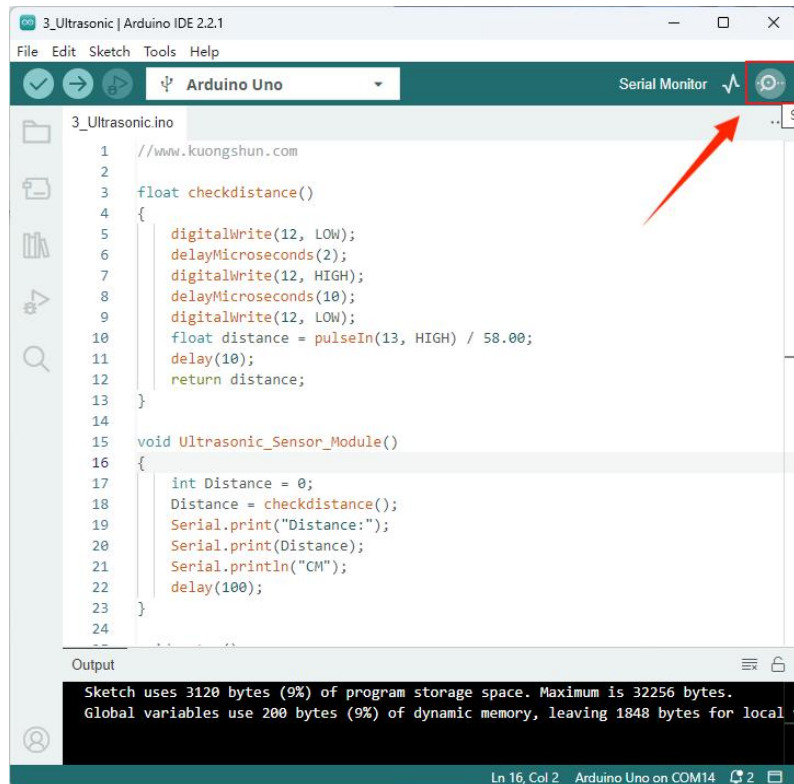 3_Ultrasonic | Arduino IDE 2.2.1
File Edit Sketch Tools Help
Arduino Uno
Serial Monitor
3_Ultrasonic.ino
1 //www.kuongshun.com
2
3 float checkdistance()
4 {
5 digitalWrite(12, LOW);
6 delayMicroseconds(2);
7 digitalWrite(12, HIGH);
8 delayMicroseconds(10);
9 digitalWrite(12, LOW);
10 float distance = pulseIn(13, HIGH) / 58.00;
11 delay(10);
12 return distance;
13 }
14
15 void Ultrasonic_Sensor_Module()
16 {
17 int Distance = 0;
18 Distance = checkdistance();
19 Serial.print("Distance:");
20 Serial.print(Distance);
21 Serial.println("CM");
22 delay(100);
23 }
24
Output
Sketch uses 3120 bytes (9%) of program storage space. Maximum is 32256 bytes.
Global variables use 200 bytes (9%) of dynamic memory, leaving 1848 bytes for local
Ln 16, Col 2 Arduino Uno on COM14 2